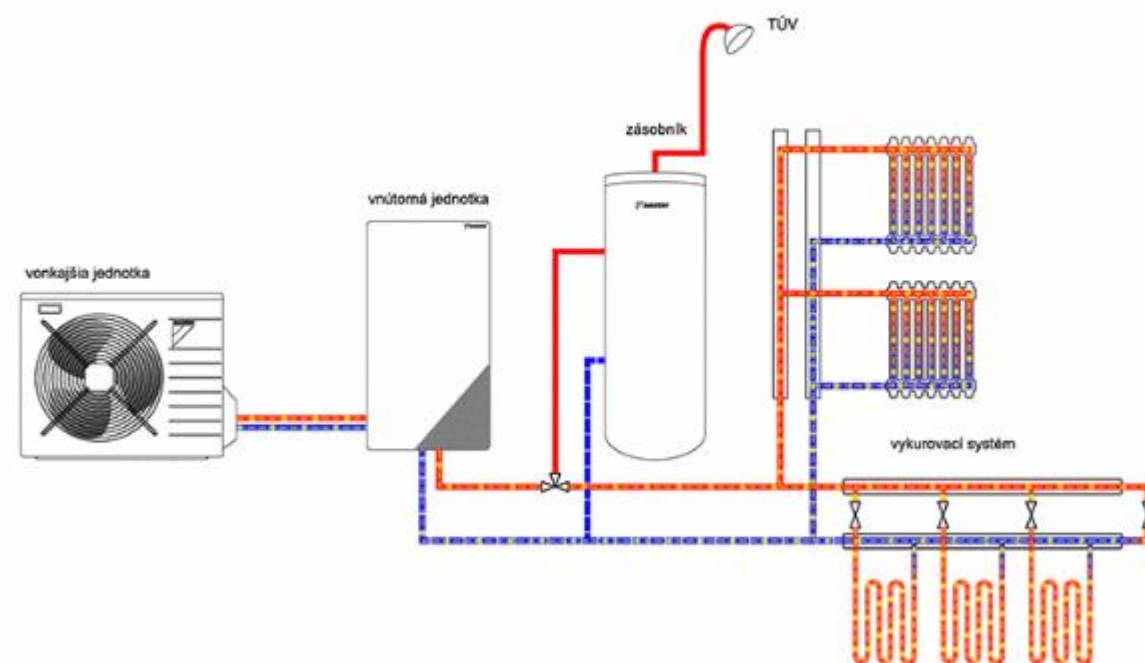 TÚV
zásobník
vnútorná jednotka
vonkajšia jednotka
vykurovací systém